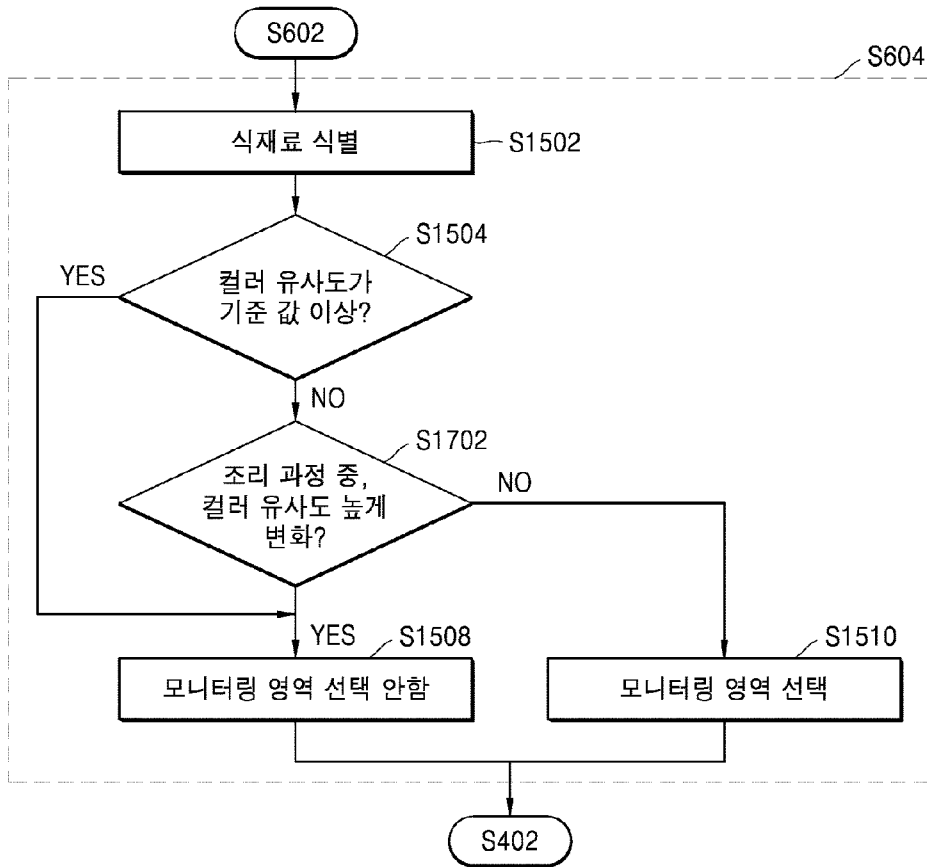 S602
S604
식재료 식별
S1502
S1504
YES
컬러 유사도가
기준 값 이상?
NO
S1702
조리 과정 중,
컬러 유사도 높게
변화?
NO
YES
S1508
S1510
모니터링 영역 선택 안함
모니터링 영역 선택
S402